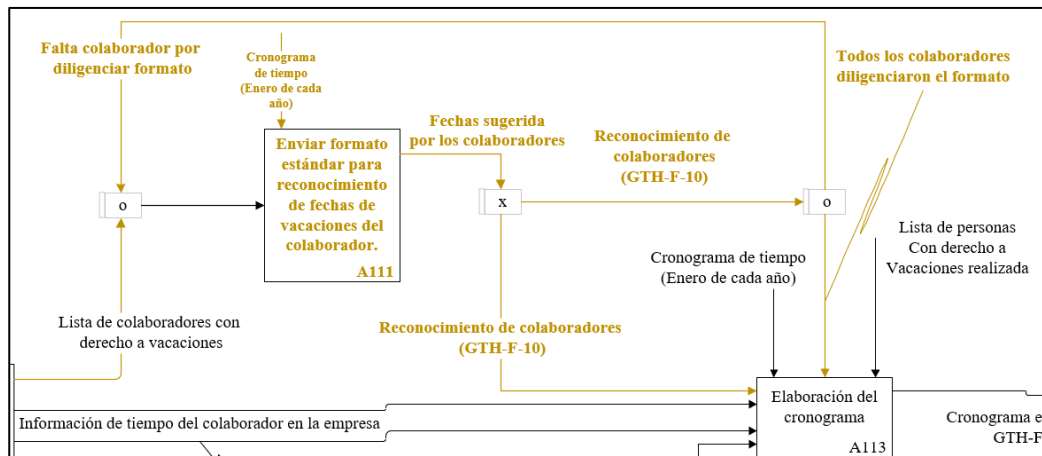 Falta colaborador por
diligenciar formato
Cronograma
de tiempo
(Enero de cada
año)
Todos los colaboradores
diligenciaron el formato
Enviar formato
estándar para
reconocimiento
de fechas de
vacaciones del
colaborador.
A111
Fechas sugerida
por los colaboradores
Reconocimiento de
colaboradores
(GTH-F-10)
o
x
o
Lista de personas
Con derecho a
Vacaciones realizada
Cronograma de tiempo
(Enero de cada año)
Lista de colaboradores con
derecho a vacaciones
Reconocimiento de colaboradores
(GTH-F-10)
Elaboración del
cronograma
A113
Información de tiempo del colaborador en la empresa
Cronograma e
GTH-F